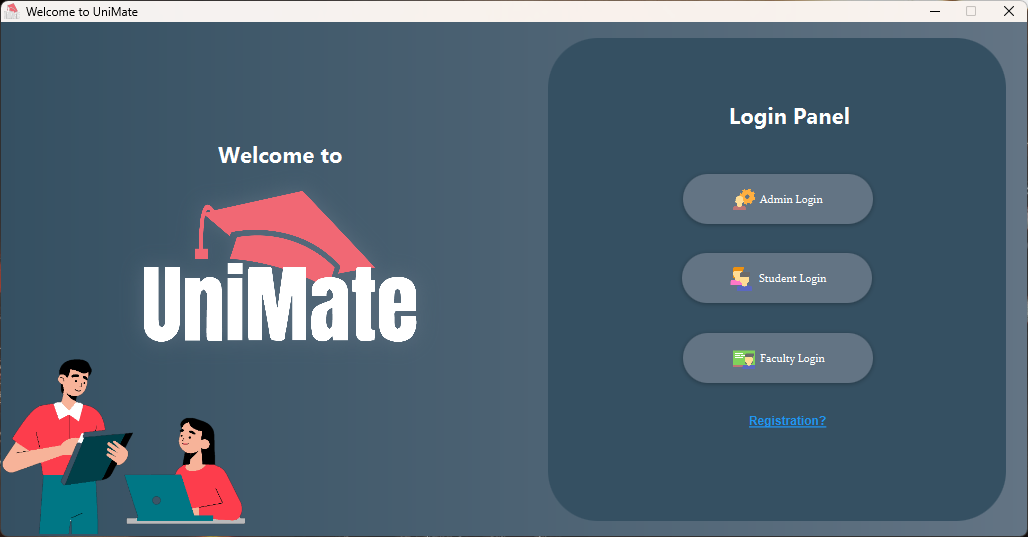 Welcome to UniMate
Welcome to
UniMate
Login Panel
Admin Login
Student Login
Faculty Login
Registration?